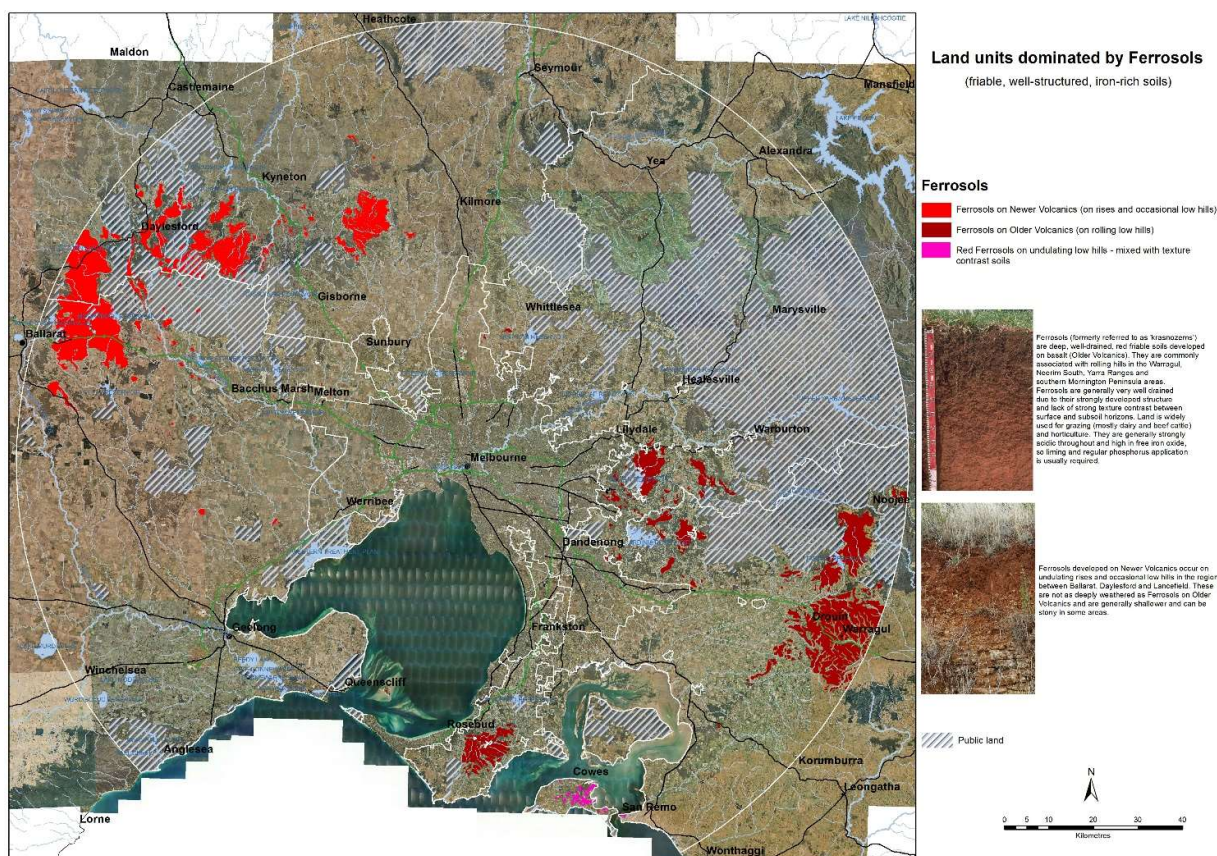 Land units dominated by Ferrosols
(friable, well-structured, iron-rich soils)
Ferrosols
Ferrosols on Newer Volcanics (on rises and occasional low hills)
Ferrosols on Older Volcanics (on rolling low hills)
Red Ferrosols on undulating low hills - mixed with texture
contrast soils
Ferrosols (formerly referred to as 'krasnozems')
are deep, well-drained, red friable soils developed
on basalt (Older Volcanics). They are commonly
associated with rolling hills in the Warragul,
Neerim South, Yarra Ranges and
southern Mornington Peninsula areas.
Ferrosols are generally very well drained
due to their strongly developed structure
and lack of strong texture contrast between
surface and subsoil horizons. Land is widely
used for grazing (mostly dairy and beef cattle)
and horticulture. They are generally strongly
acidic throughout and high in free iron oxide,
so liming and regular phosphorus application
is usually required.
Ferrosols developed on Newer Volcanics occur on
undulating rises and occasional low hills in the region
between Ballarat, Daylesford and Lancefield. These
are not as deeply weathered as Ferrosols on Older
Volcanics and are generally shallower and can be
stony in some areas.
Public land
N
0 5 10 20 30 40
Kilometres
Heathcote
Maldon
Seymour
Castlemaine
Mansfield
Alexandra
Yea
Kyneton
Kilmore
Daylesford
Gisborne
Whittlesea
Marysville
Ballarat
Sunbury
Bacchus Marsh
Melton
Healesville
Lilydale
Warburton
Melbourne
Werribee
Noojee
Dandenong
Geelong
Frankston
Drouin
Warragul
Winchelsea
Queenscliff
Rosebud
Anglesea
Cowes
Korumburra
Leongatha
San Remo
Lorne
Wonthaggi